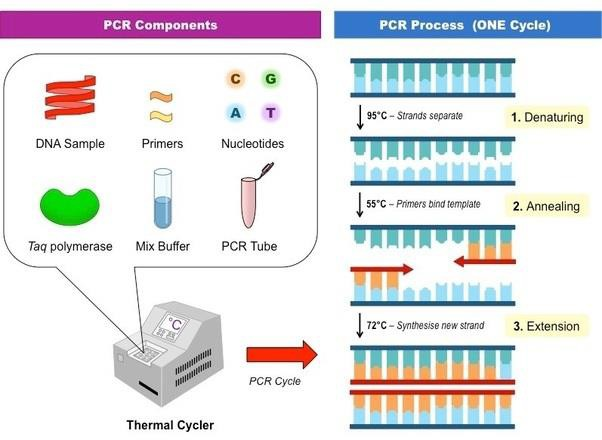 PCR Components
PCR Process (ONE Cycle)
C
G
A
T
DNA Sample
Primers
Nucleotides
Taq polymerase
Mix Buffer
PCR Tube
°C
Thermal Cycler
PCR Cycle
95°C – Strands separate
1. Denaturing
55°C – Primers bind template
2. Annealing
72°C – Synthesise new strand
3. Extension